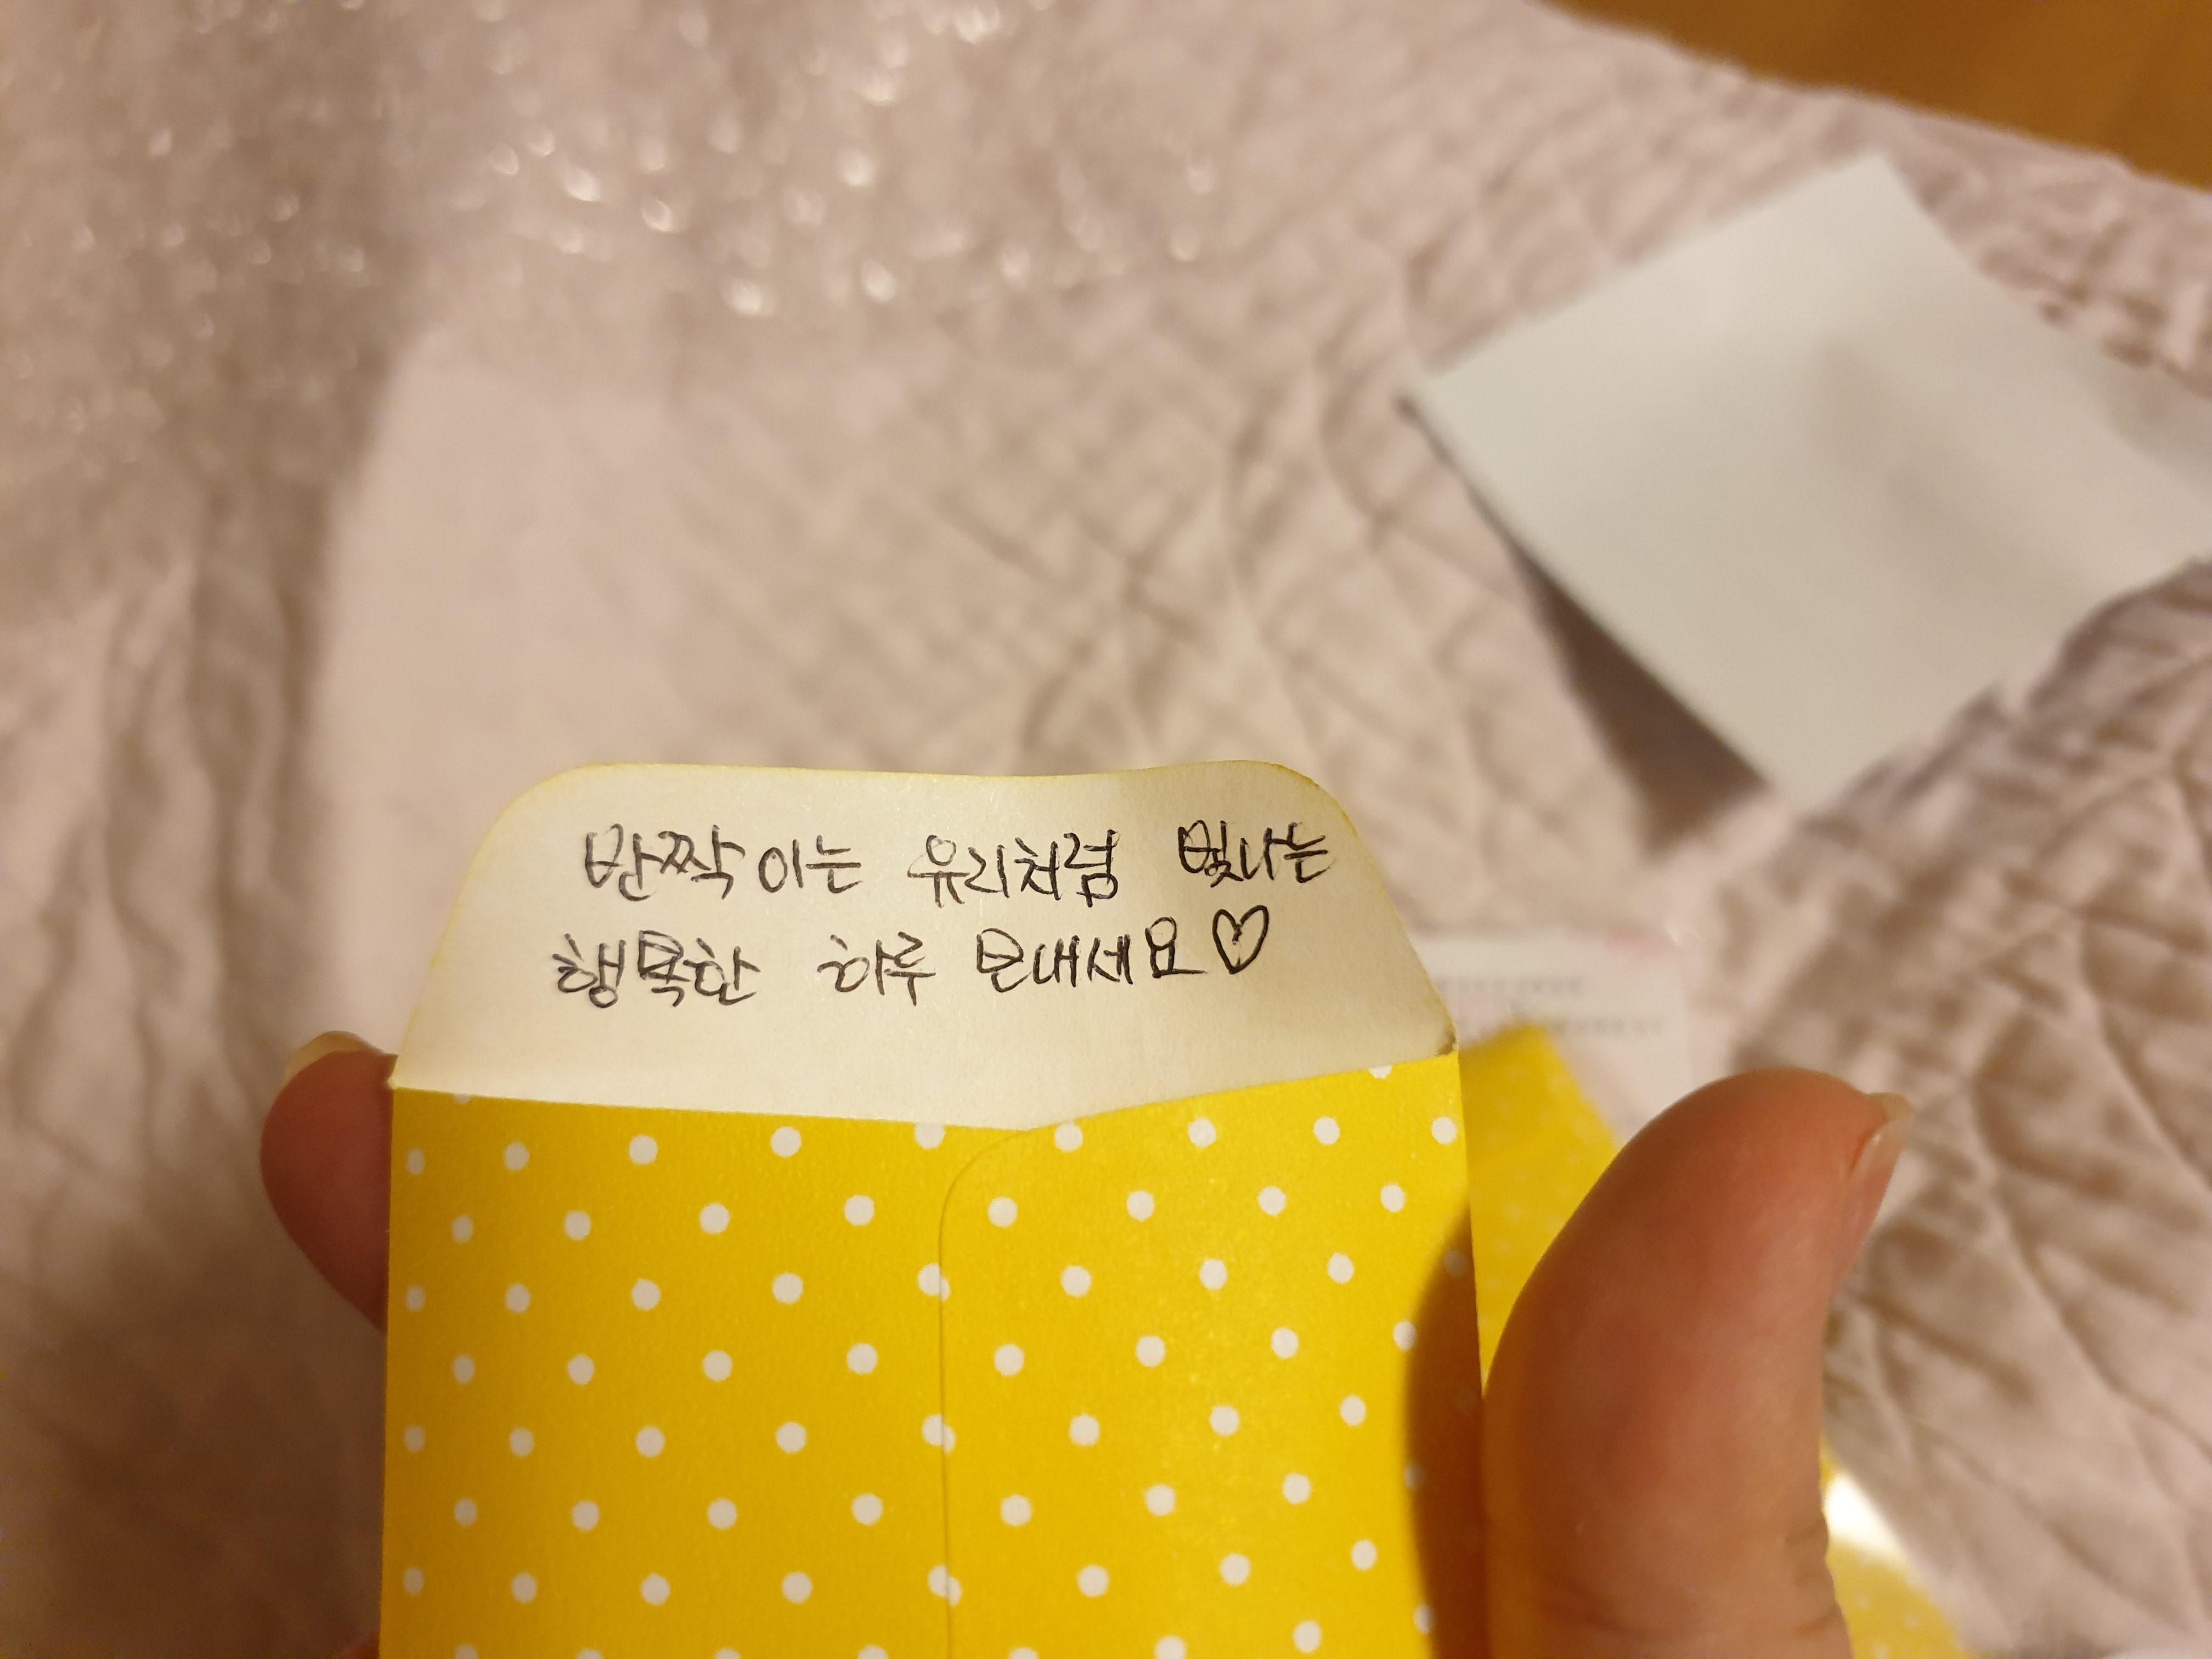 반짝이는 유리처럼 빛나는
행복한 하루 보내세요♡